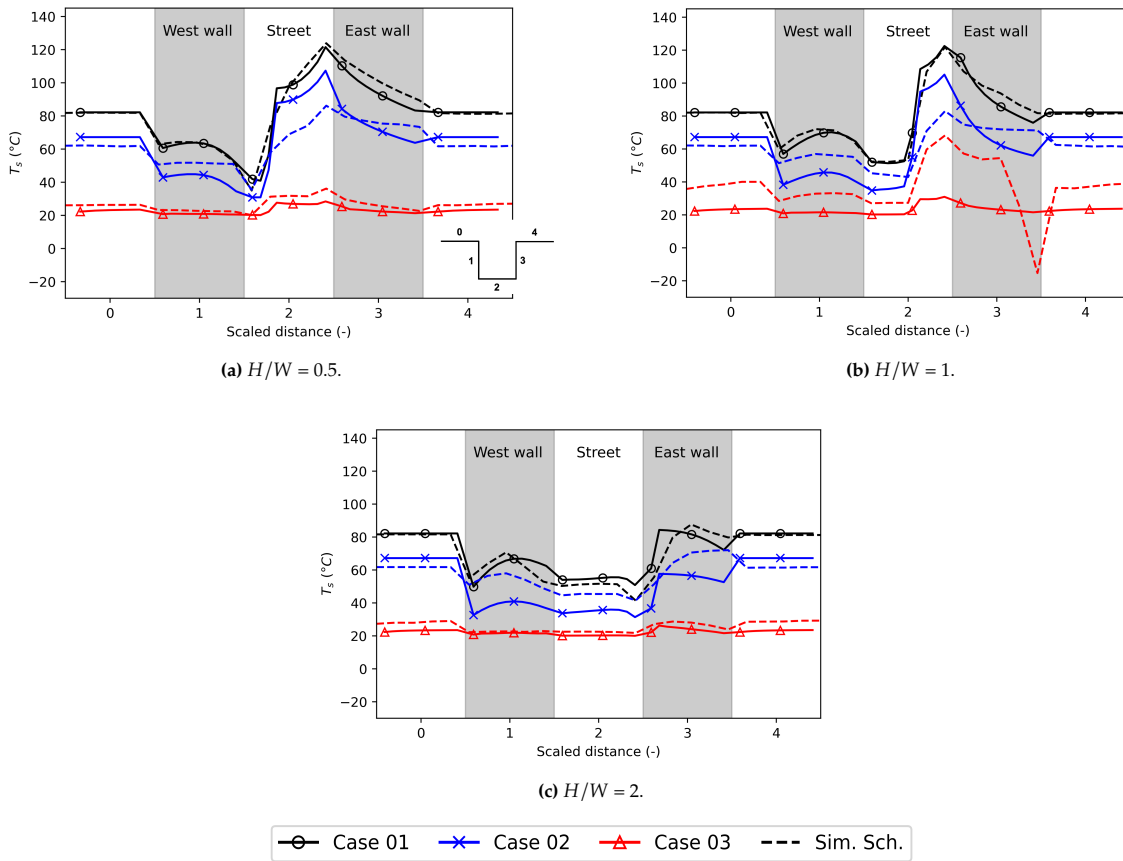 West wall Street East wall
140
120
100
80
60
40
20
0
−20
T_s (°C)
0 1 2 3 4
Scaled distance (-)
0 4
1 3
2
(a) H/W = 0.5.
West wall Street East wall
140
120
100
80
60
40
20
0
−20
T_s (°C)
0 1 2 3 4
Scaled distance (-)
(b) H/W = 1.
West wall Street East wall
140
120
100
80
60
40
20
0
−20
T_s (°C)
0 1 2 3 4
Scaled distance (-)
(c) H/W = 2.
Case 01 Case 02 Case 03 Sim. Sch.